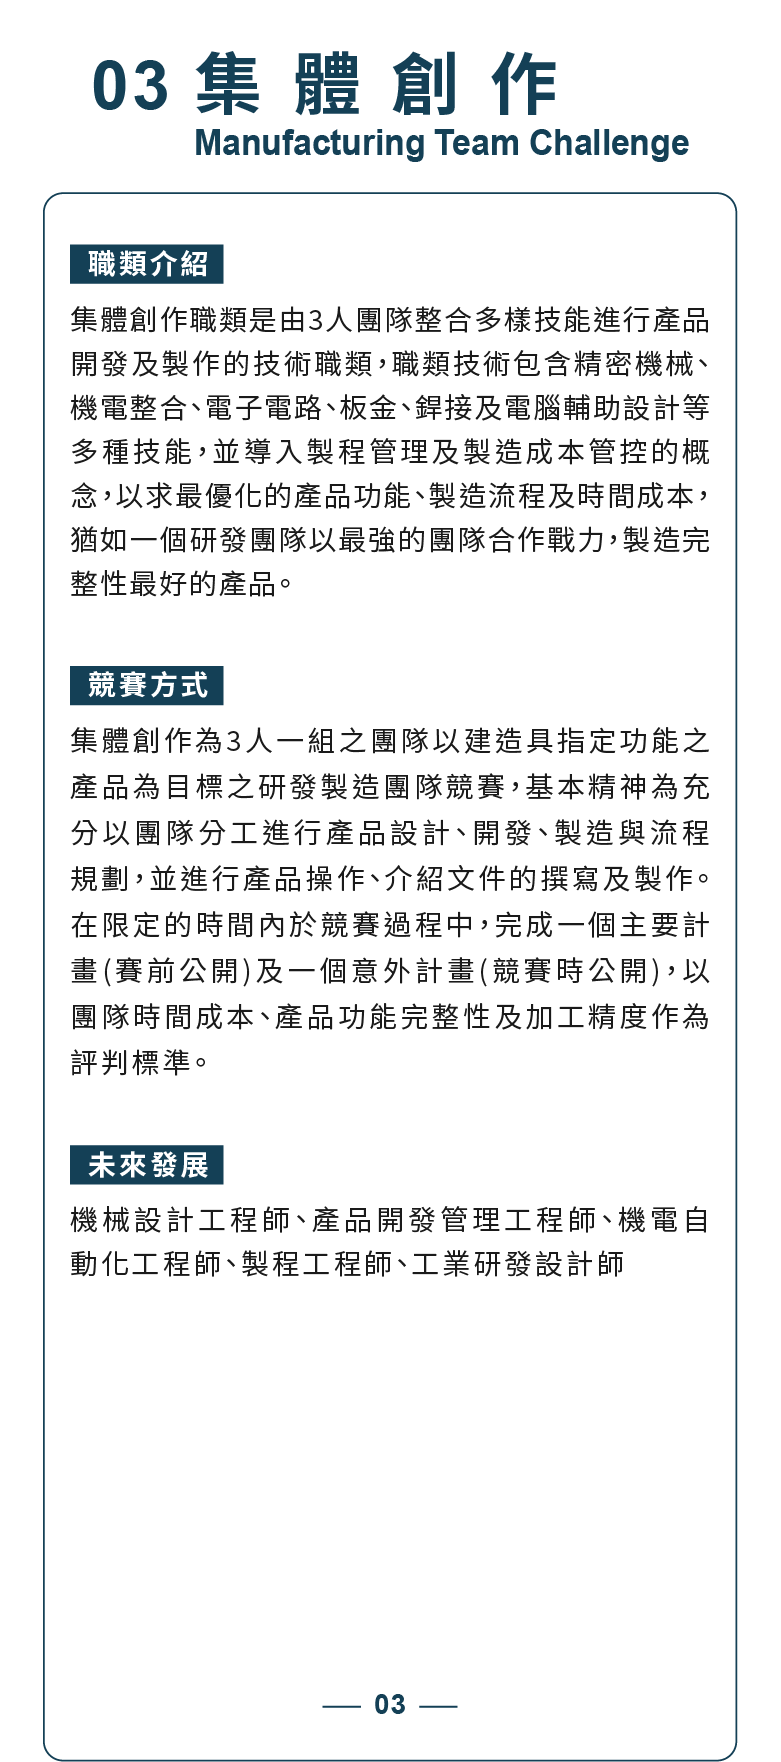 03 集體創作
Manufacturing Team Challenge
職類介紹
集體創作職類是由3人團隊整合多樣技能進行產品
開發及製作的技術職類，職類技術包含精密機械、
機電整合、電子電路、板金、銲接及電腦輔助設計等
多種技能，並導入製程管理及製造成本管控的概
念，以求最優化的產品功能、製造流程及時間成本，
猶如一個研發團隊以最強的團隊合作戰力，製造完
整性最好的產品。
競賽方式
集體創作為3人一組之團隊以建造具指定功能之
產品為目標之研發製造團隊競賽，基本精神為充
分以團隊分工進行產品設計、開發、製造與流程
規劃，並進行產品操作、介紹文件的撰寫及製作。
在限定的時間內於競賽過程中，完成一個主要計
畫(賽前公開)及一個意外計畫(競賽時公開)，以
團隊時間成本、產品功能完整性及加工精度作為
評判標準。
未來發展
機械設計工程師、產品開發管理工程師、機電自
動化工程師、製程工程師、工業研發設計師
03